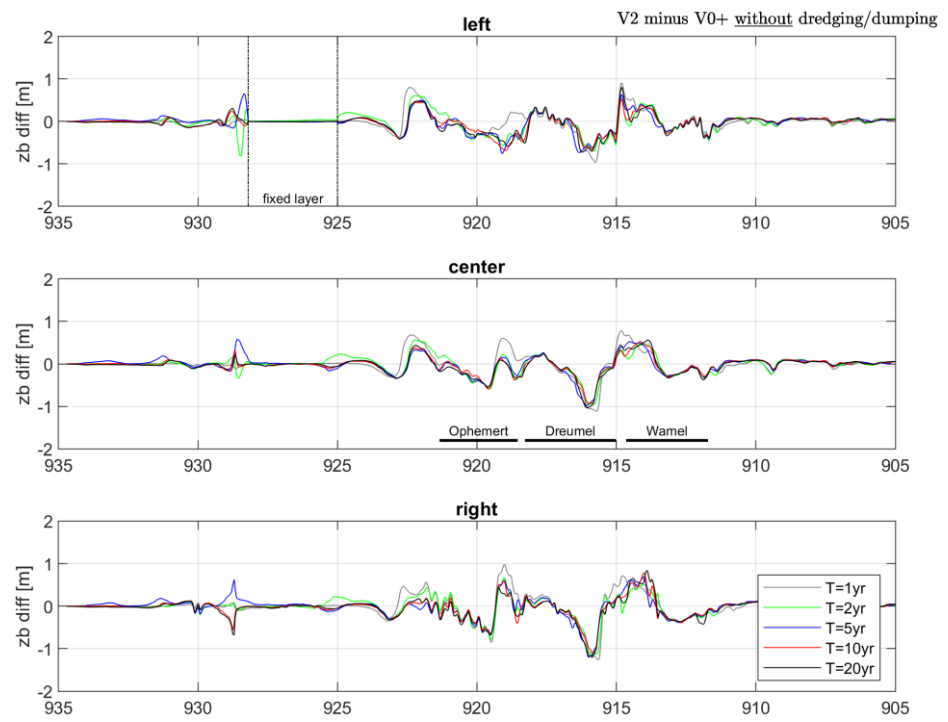 V2 minus V0+ without dredging/dumping
left
zb diff [m]
2
1
0
-1
-2
fixed layer
935 930 925 920 915 910 905
center
zb diff [m]
2
1
0
-1
-2
Ophemert Dreumel Wamel
935 930 925 920 915 910 905
right
zb diff [m]
2
1
0
-1
-2
T=1yr
T=2yr
T=5yr
T=10yr
T=20yr
935 930 925 920 915 910 905